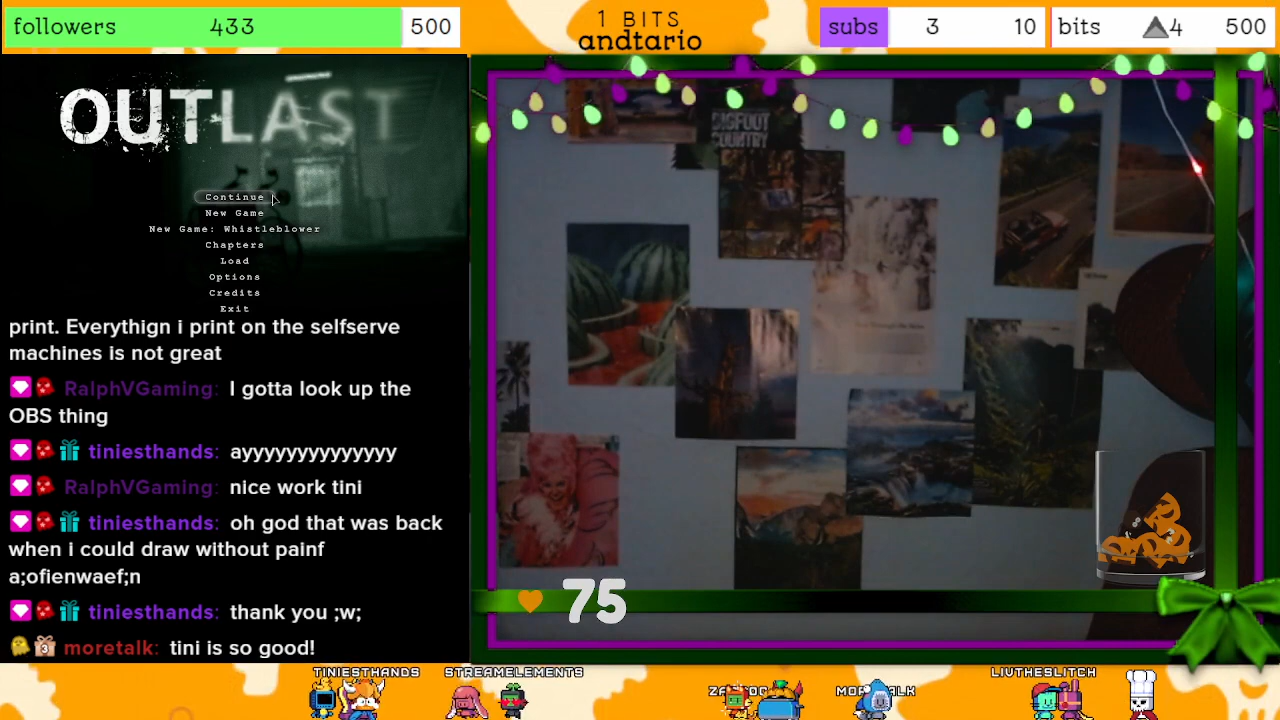 followers 433 500
1 BITS
andtario
subs 3 10
bits 4 500
OUTLAST
Continue
New Game
New Game: Whistleblower
Chapters
Load
Options
Credits
Exit
print. Everythign i print on the selfserve
machines is not great
RalphVGaming: I gotta look up the
OBS thing
tiniesthands: ayyyyyyyyyyyyyy
RalphVGaming: nice work tini
tiniesthands: oh god that was back
when i could draw without painf
a;ofienwaef;n
tiniesthands: thank you ;w;
3 moretalk: tini is so good!
BIGFOOT
COUNTRY
75
TINIESTHANDS STREAMELEMENTS LIVTHESLITCH